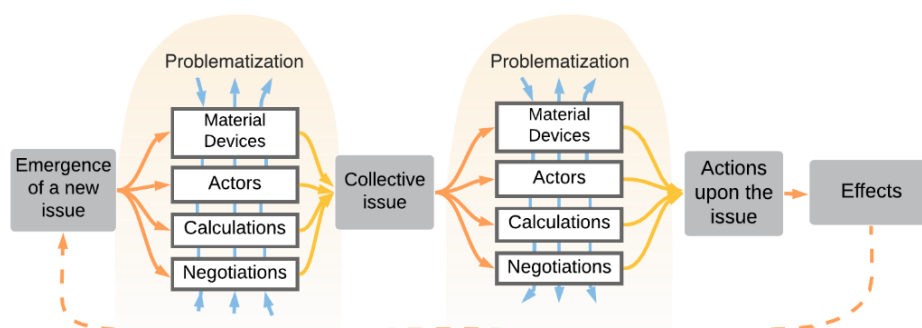 Problematization
Material
Devices
Actors
Calculations
Negotiations
Emergence
of a new
issue
Collective
issue
Problematization
Material
Devices
Actors
Calculations
Negotiations
Actions
upon the
issue
Effects